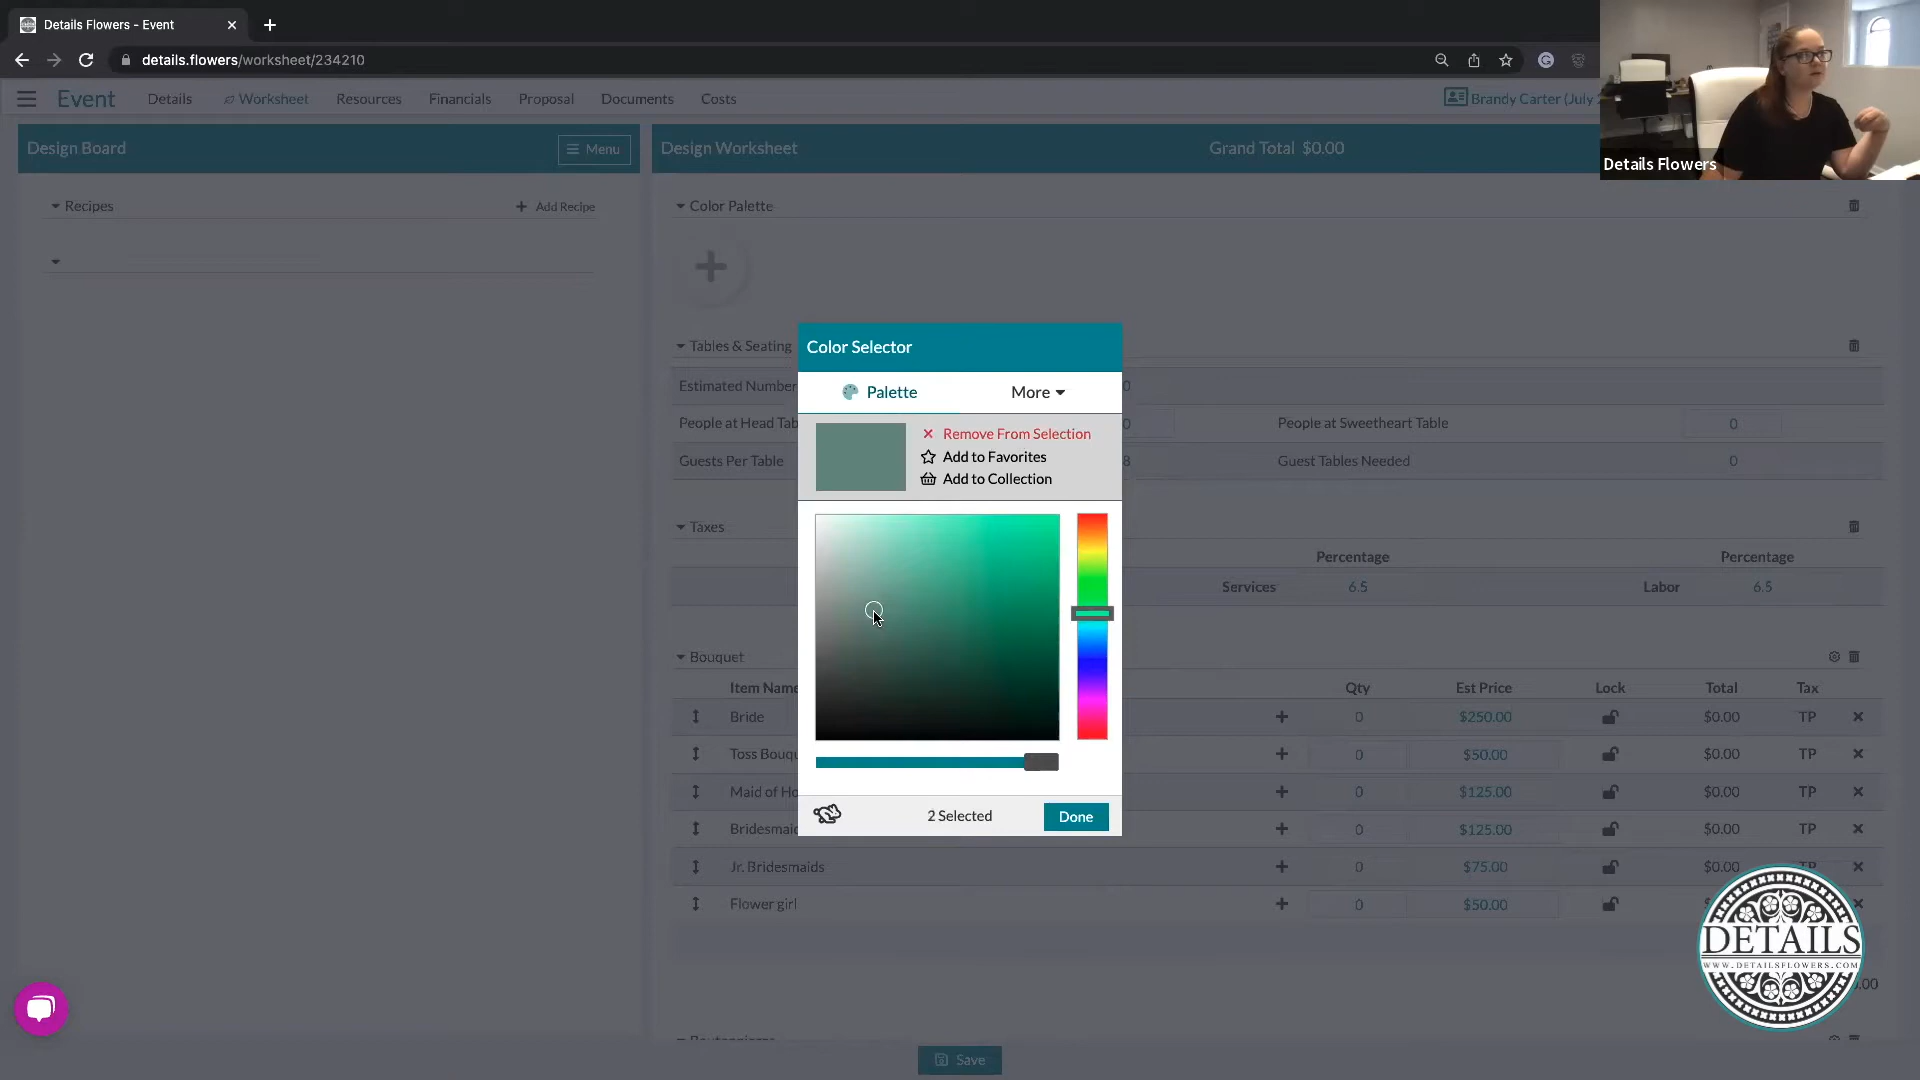 Details Flowers - Event
details.flowers/worksheet/234210
Event Details Worksheet Resources Financials Proposal Documents Costs Brandy Carter (July
Details Flowers
Design Board Menu
Design Worksheet Grand Total $0.00
Recipes Add Recipe
Color Palette
Color Selector
Palette More
Remove From Selection
Add to Favorites
Add to Collection
2 Selected Done
Tables & Seating
Estimated Number 0
People at Head Tab 0 People at Sweetheart Table 0
Guests Per Table 8 Guest Tables Needed 0
Taxes
Percentage Percentage
Services 6.5 Labor 6.5
Bouquet
Item Name Qty Est Price Lock Total Tax
Bride 0 $250.00 $0.00 TP
Toss Bouqu 0 $50.00 $0.00 TP
Maid of Ho 0 $125.00 $0.00 TP
Bridesmaid 0 $125.00 $0.00 TP
Jr. Bridesmaids 0 $75.00 $0.00 TP
Flower girl 0 $50.00
DETAILS
WWW.DETAILSFLOWERS.COM
.00
Save